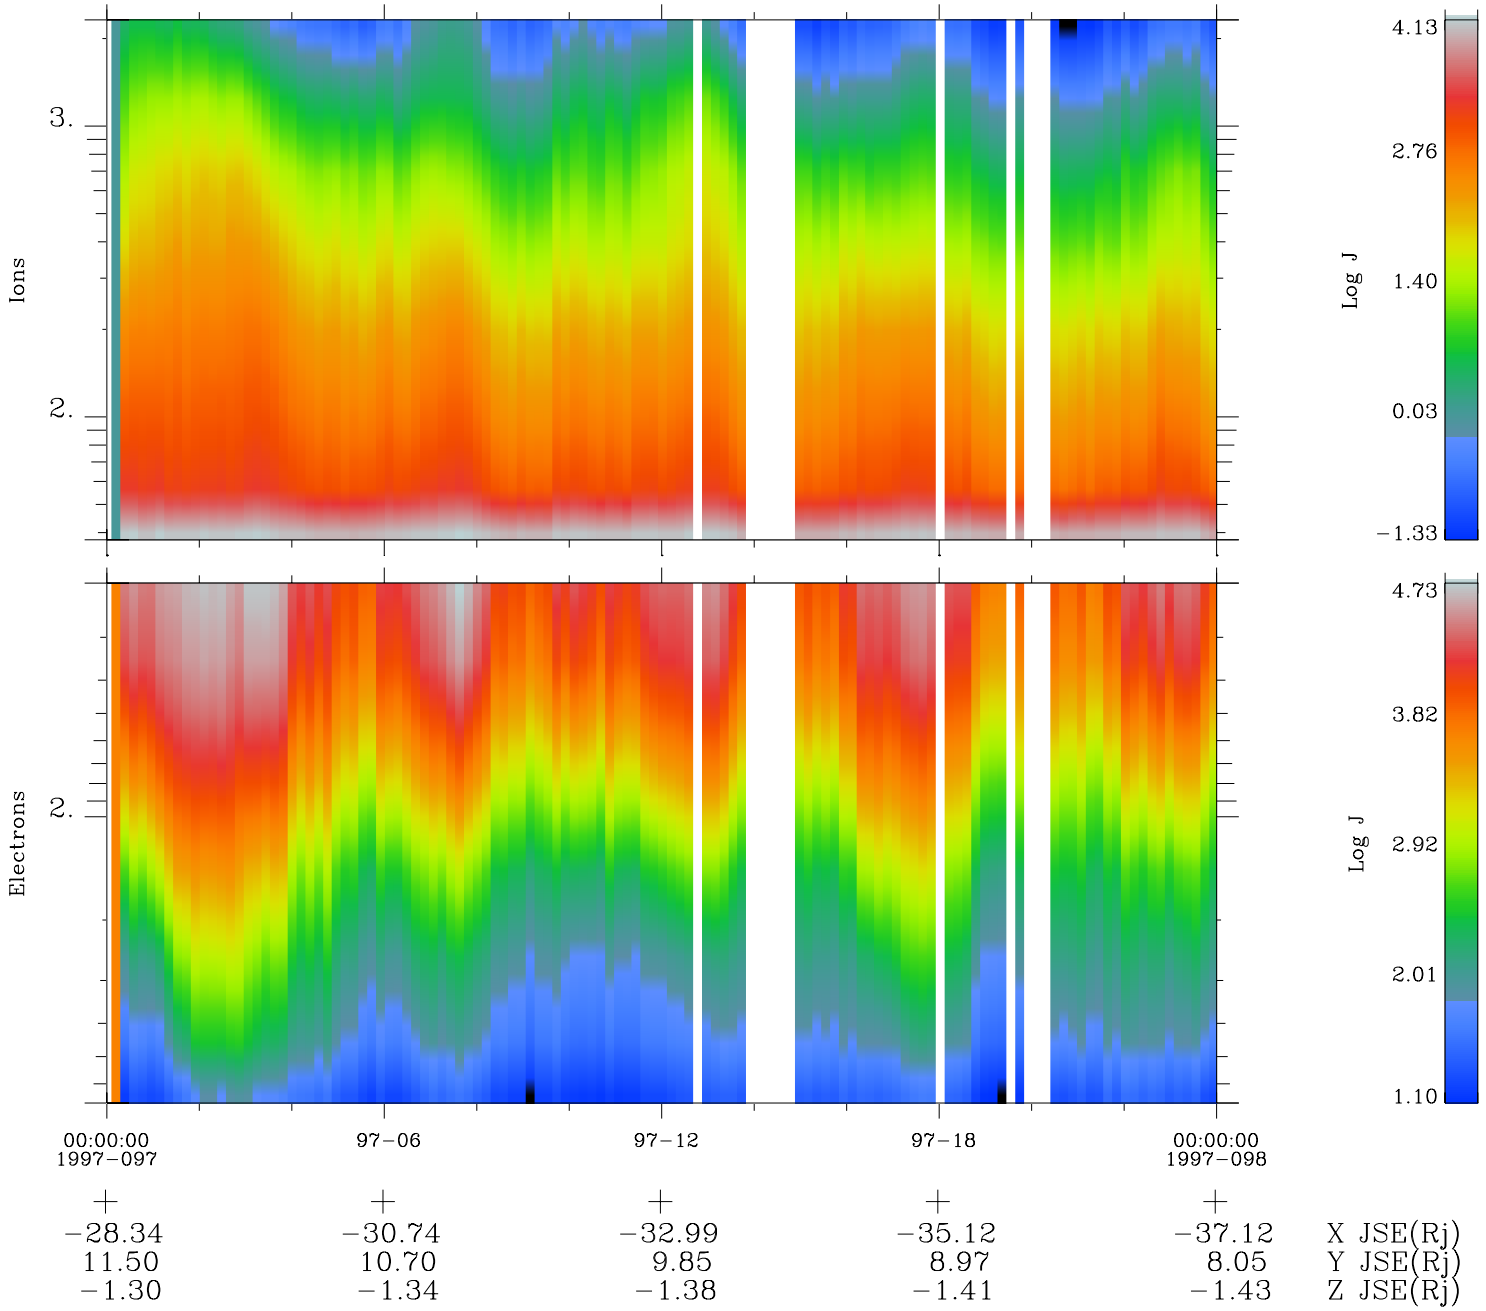 4.13
3.
2.76
Ions
Log J
1.40
2.
0.03
−1.33
4.73
3.82
2.
Electrons
Log J
2.92
2.01
1.10
00:00:00 97−06 97−12 97−18 00:00:00
1997−097 1997−098
−28.34 −30.74 −32.99 −35.12 −37.12 X JSE(Rj)
11.50 10.70 9.85 8.97 8.05 Y JSE(Rj)
−1.30 −1.34 −1.38 −1.41 −1.43 Z JSE(Rj)